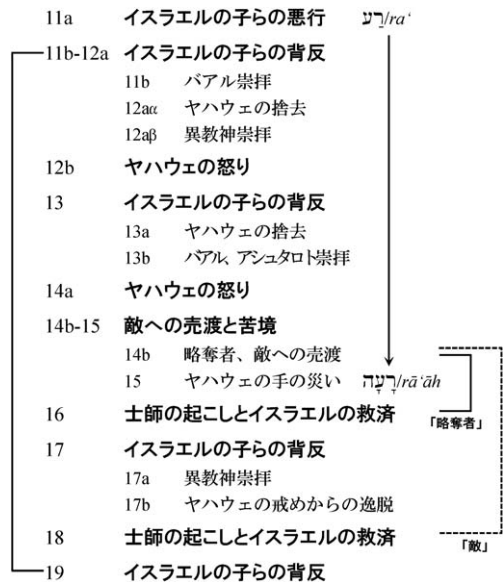 11a イスラエルの子らの悪行 רַע/ra‘
11b-12a イスラエルの子らの背反
11b バアル崇拝
12aα ヤハウェの捨去
12aβ 異教神崇拝
12b ヤハウェの怒り
13 イスラエルの子らの背反
13a ヤハウェの捨去
13b バアル、アシュタロト崇拝
14a ヤハウェの怒り
14b-15 敵への売渡と苦境
14b 略奪者、敵への売渡
15 ヤハウェの手の災い רָעָה/rā‘āh
16 士師の起こしとイスラエルの救済
「略奪者」
17 イスラエルの子らの背反
17a 異教神崇拝
17b ヤハウェの戒めからの逸脱
18 士師の起こしとイスラエルの救済
「敵」
19 イスラエルの子らの背反